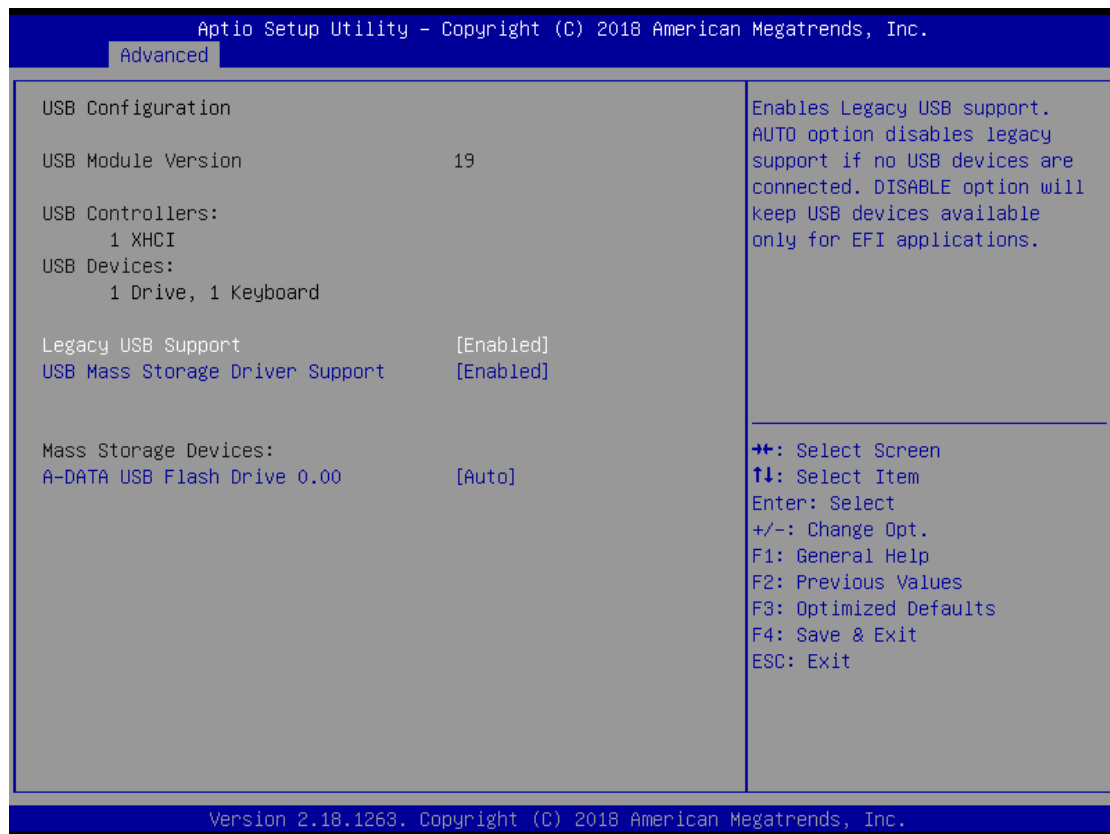 Aptio Setup Utility – Copyright (C) 2018 American Megatrends, Inc.
Advanced
USB Configuration
USB Module Version 19
USB Controllers:
1 XHCI
USB Devices:
1 Drive, 1 Keyboard
Legacy USB Support [Enabled]
USB Mass Storage Driver Support [Enabled]
Mass Storage Devices:
A-DATA USB Flash Drive 0.00 [Auto]
Enables Legacy USB support.
AUTO option disables legacy
support if no USB devices are
connected. DISABLE option will
keep USB devices available
only for EFI applications.
→←: Select Screen
↑↓: Select Item
Enter: Select
+/-: Change Opt.
F1: General Help
F2: Previous Values
F3: Optimized Defaults
F4: Save & Exit
ESC: Exit
Version 2.18.1263. Copyright (C) 2018 American Megatrends, Inc.